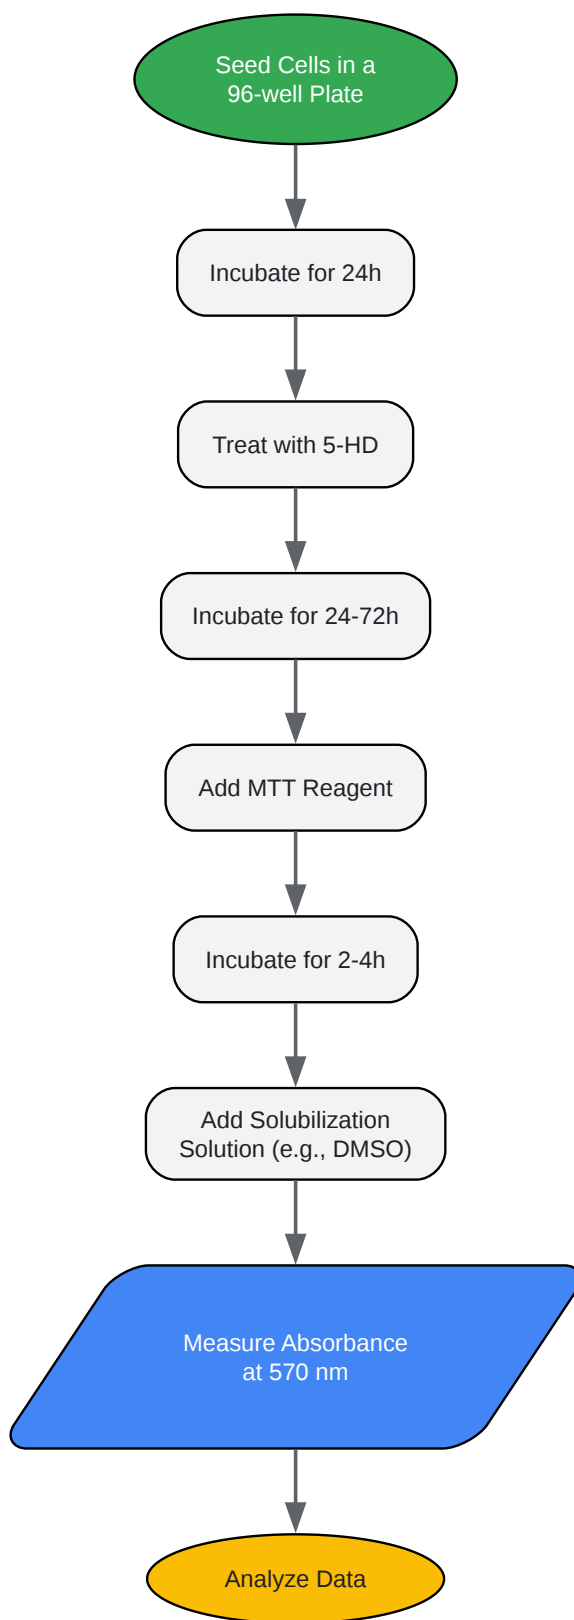 Seed Cells in a
96-well Plate
Incubate for 24h
Treat with 5-HD
Incubate for 24-72h
Add MTT Reagent
Incubate for 2-4h
Add Solubilization
Solution (e.g., DMSO)
Measure Absorbance
at 570 nm
Analyze Data